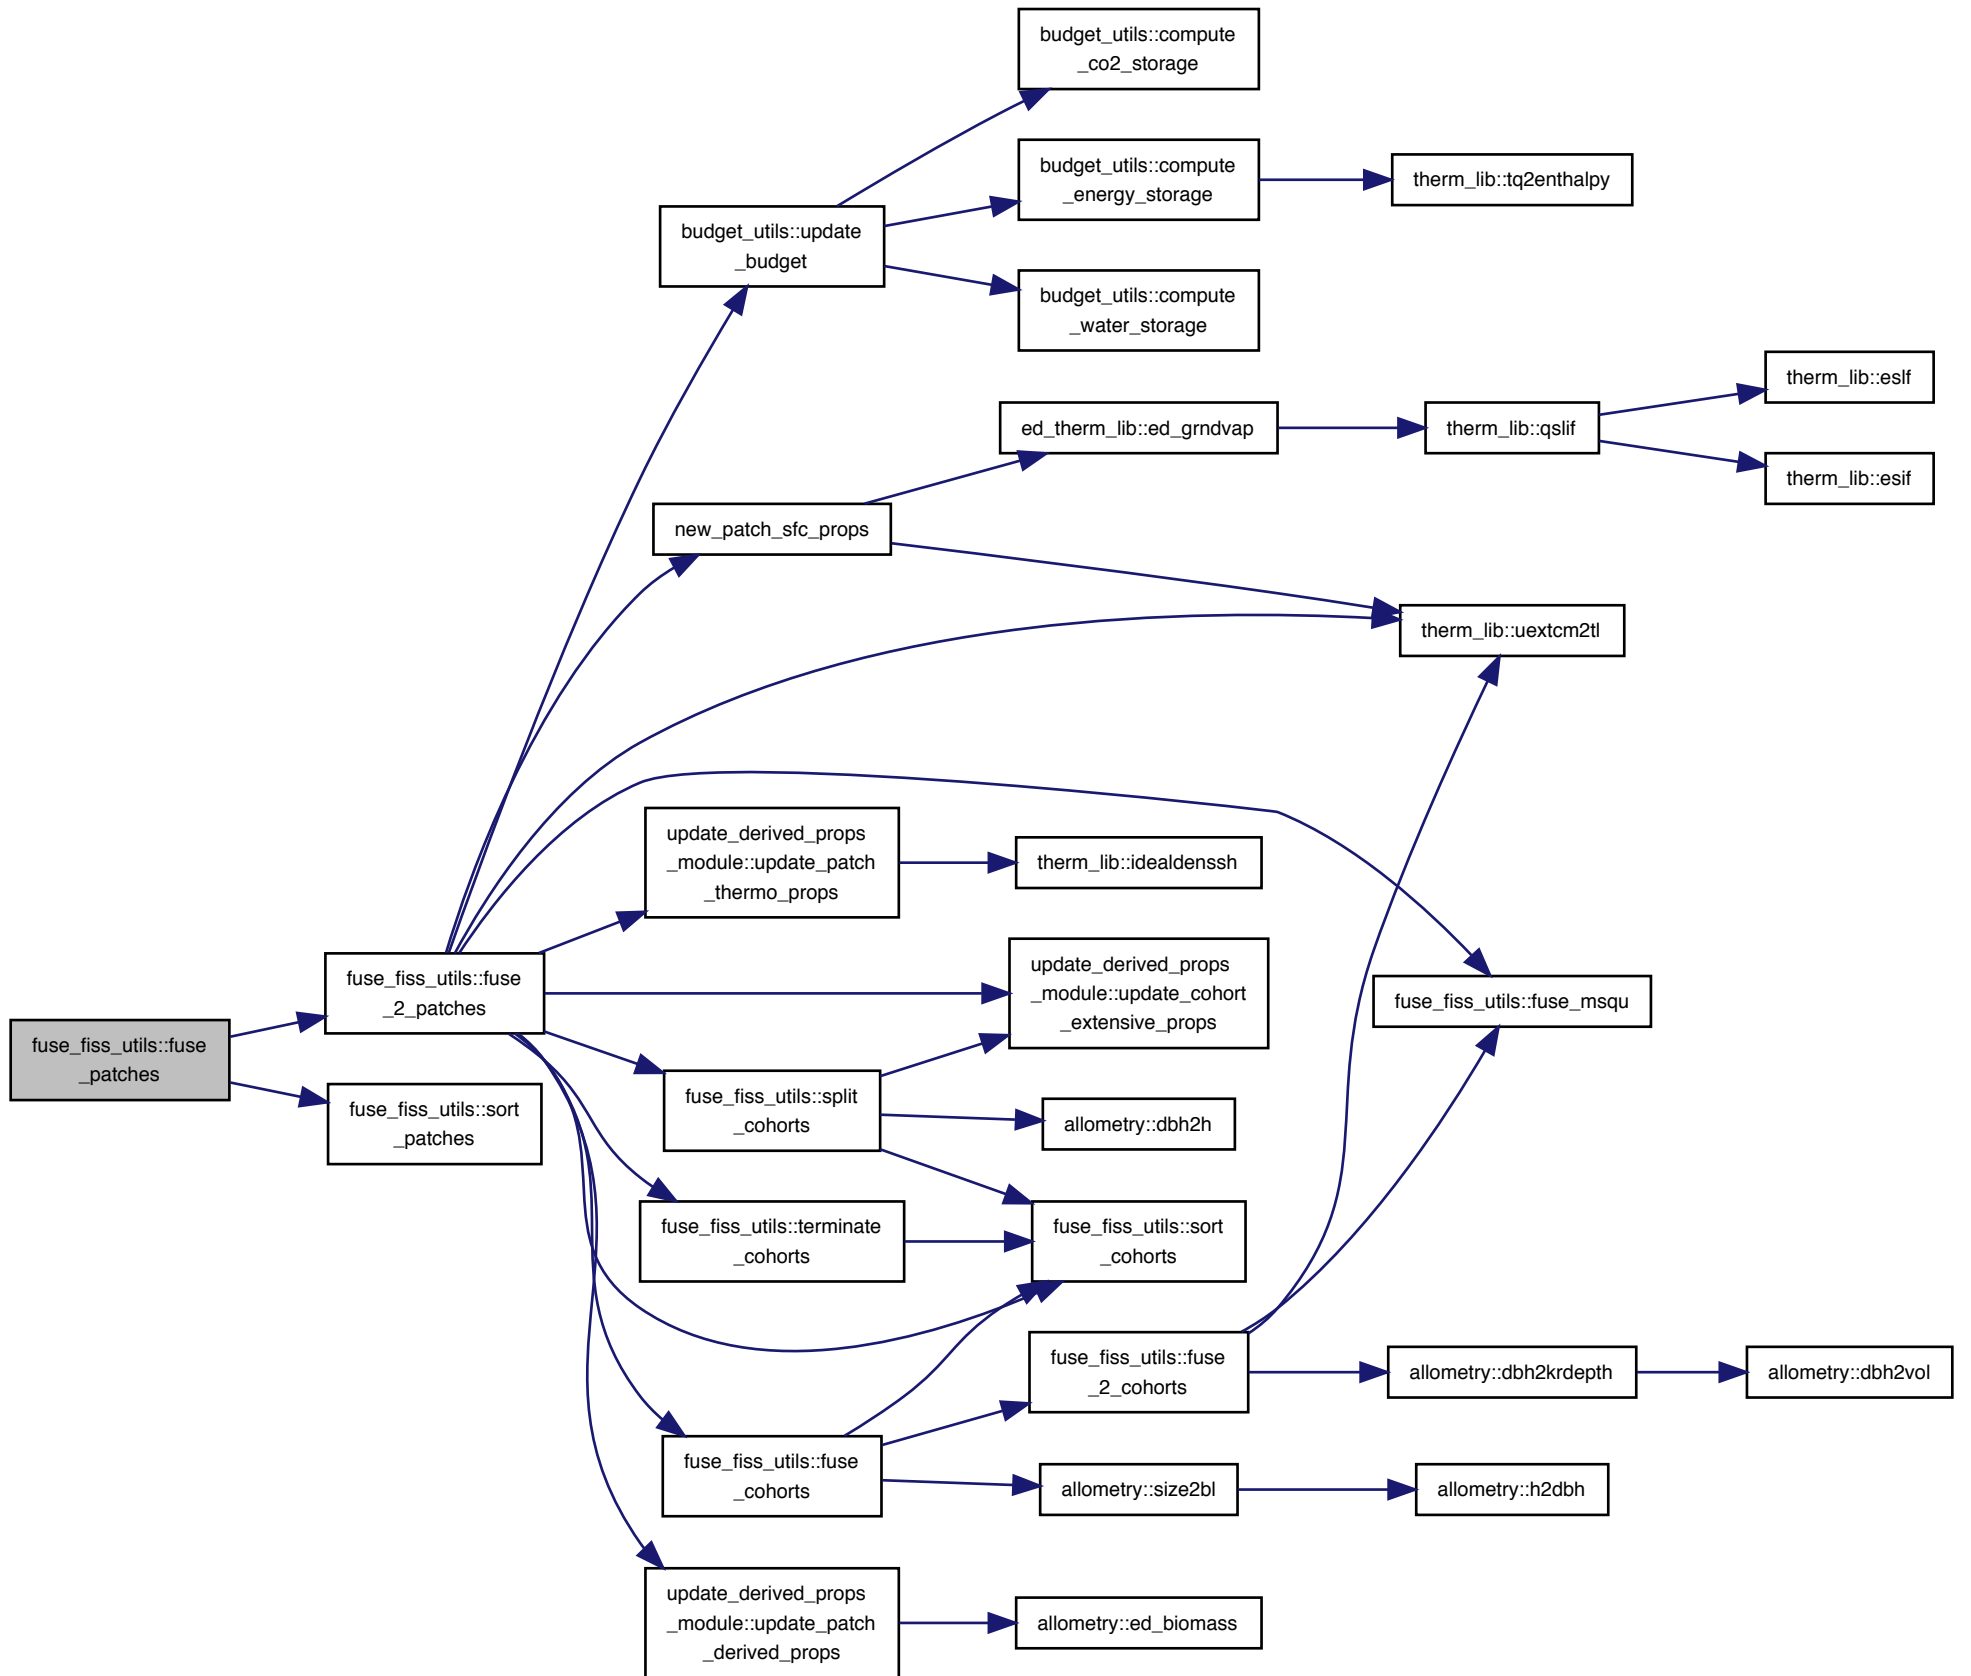 budget_utils::compute
_co2_storage
budget_utils::compute
_energy_storage
therm_lib::tq2enthalpy
budget_utils::update
_budget
budget_utils::compute
_water_storage
therm_lib::eslf
ed_therm_lib::ed_grndvap
therm_lib::qslif
therm_lib::esif
new_patch_sfc_props
therm_lib::uextcm2tl
update_derived_props
_module::update_patch
_thermo_props
therm_lib::idealdenssh
fuse_fiss_utils::fuse
_2_patches
update_derived_props
_module::update_cohort
_extensive_props
fuse_fiss_utils::fuse_msqu
fuse_fiss_utils::fuse
_patches
fuse_fiss_utils::sort
_patches
fuse_fiss_utils::split
_cohorts
allometry::dbh2h
fuse_fiss_utils::terminate
_cohorts
fuse_fiss_utils::sort
_cohorts
fuse_fiss_utils::fuse
_2_cohorts
allometry::dbh2krdepth
allometry::dbh2vol
fuse_fiss_utils::fuse
_cohorts
allometry::size2bl
allometry::h2dbh
update_derived_props
_module::update_patch
_derived_props
allometry::ed_biomass